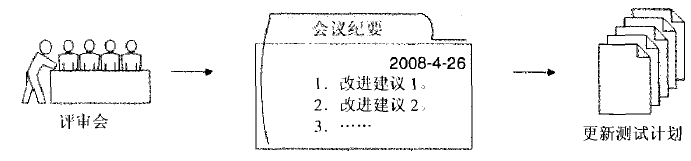 会议纪要
2008-4-26
1. 改进建议1。
2. 改进建议2。
3. ……
评审会
更新测试计划